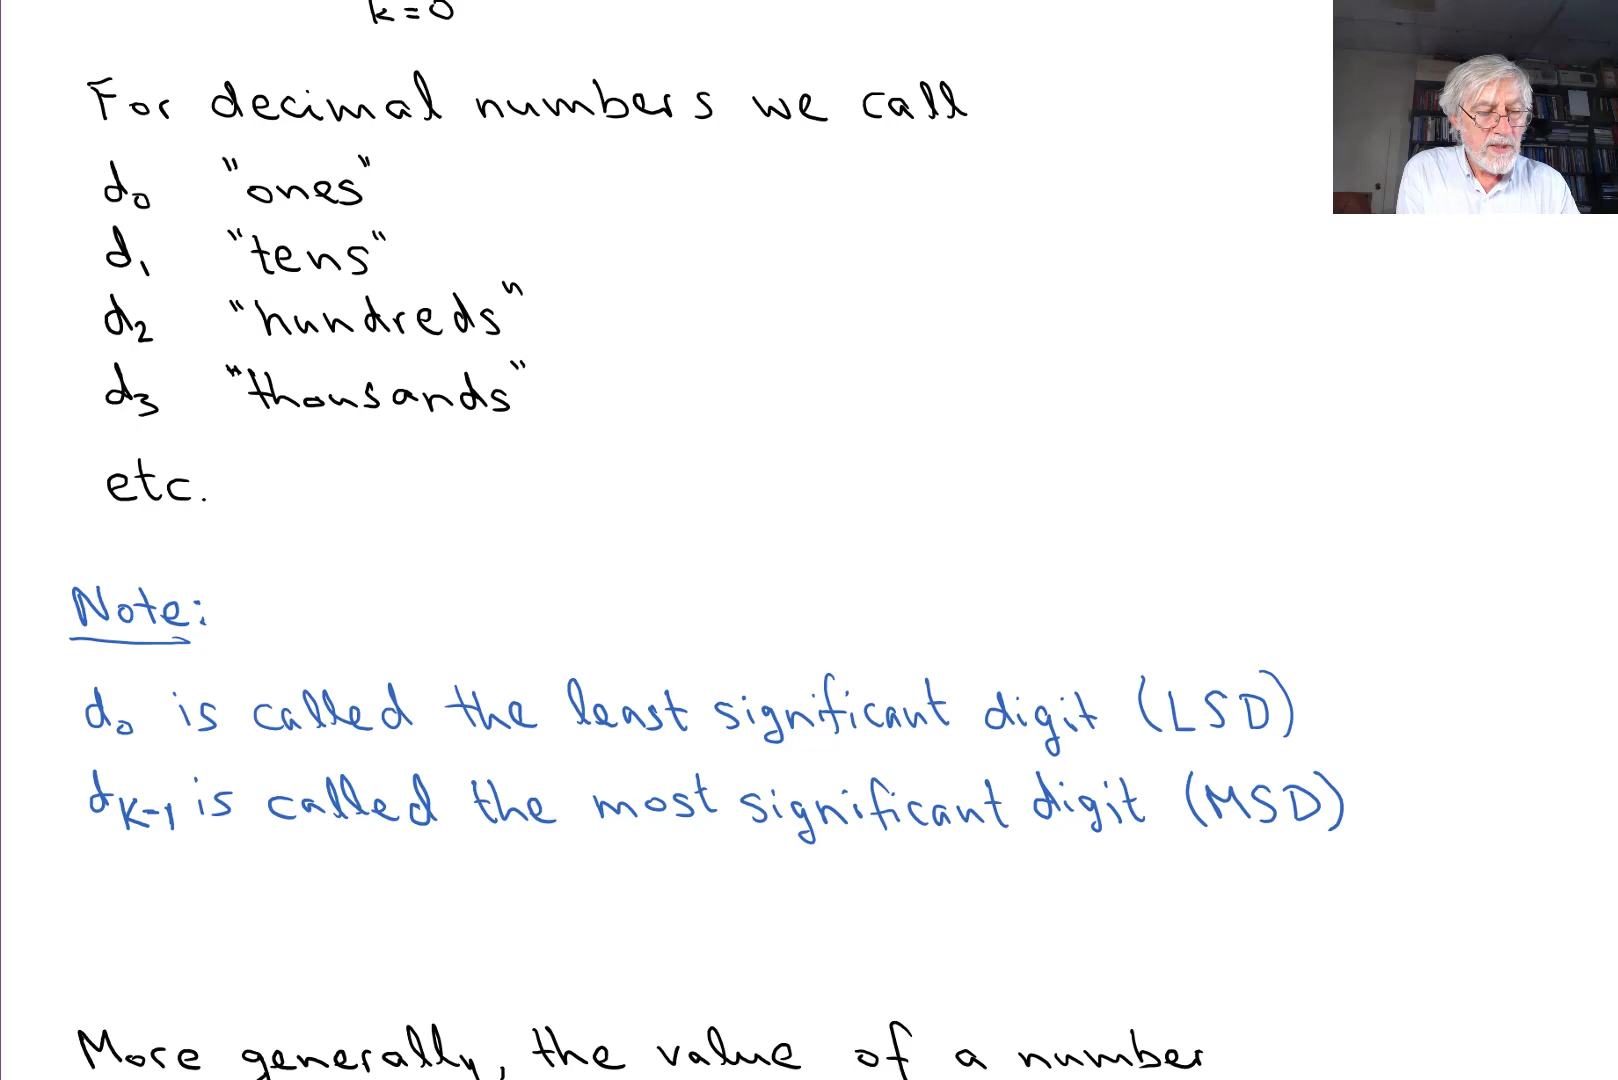 k=0
For decimal numbers we call
d₀ "ones"
d₁ "tens"
d₂ "hundreds"
d₃ "thousands"
etc.
Note:
d₀ is called the least significant digit (LSD)
d_{K-1} is called the most significant digit (MSD)
More generally, the value of a number